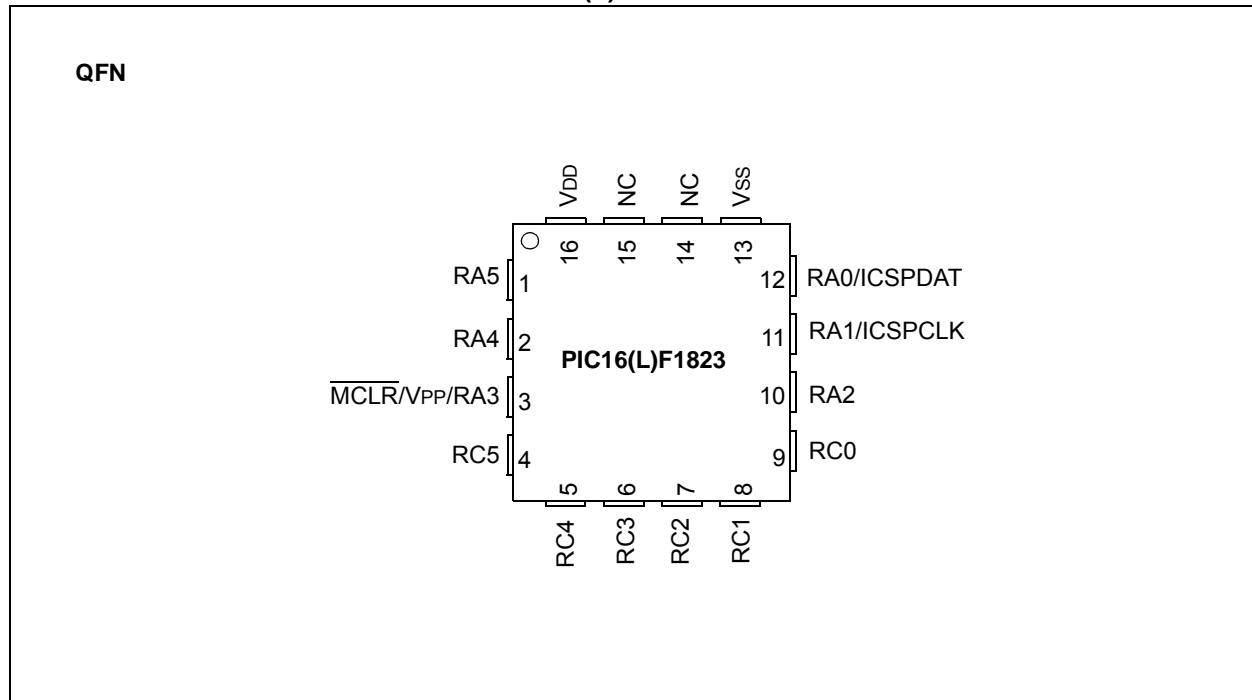 (L)
QFN
VDD
NC
NC
VSS
16
15
14
13
RA5
1
12
RA0/ICSPDAT
RA4
2
PIC16(L)F1823
11
RA1/ICSPCLK
MCLR/VPP/RA3
3
10
RA2
RC5
4
9
RC0
5
6
7
8
RC4
RC3
RC2
RC1